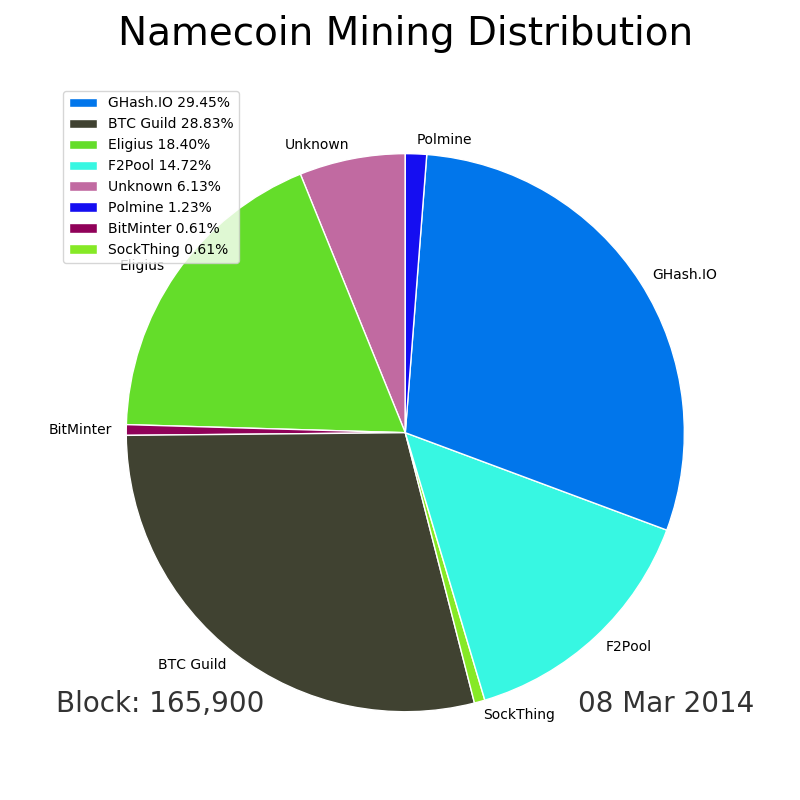 Namecoin Mining Distribution
GHash.IO 29.45%
BTC Guild 28.83%
Eligius 18.40%
F2Pool 14.72%
Unknown 6.13%
Polmine 1.23%
BitMinter 0.61%
SockThing 0.61%
Unknown
Polmine
Eligius
GHash.IO
BitMinter
F2Pool
BTC Guild
SockThing
Block: 165,900
08 Mar 2014